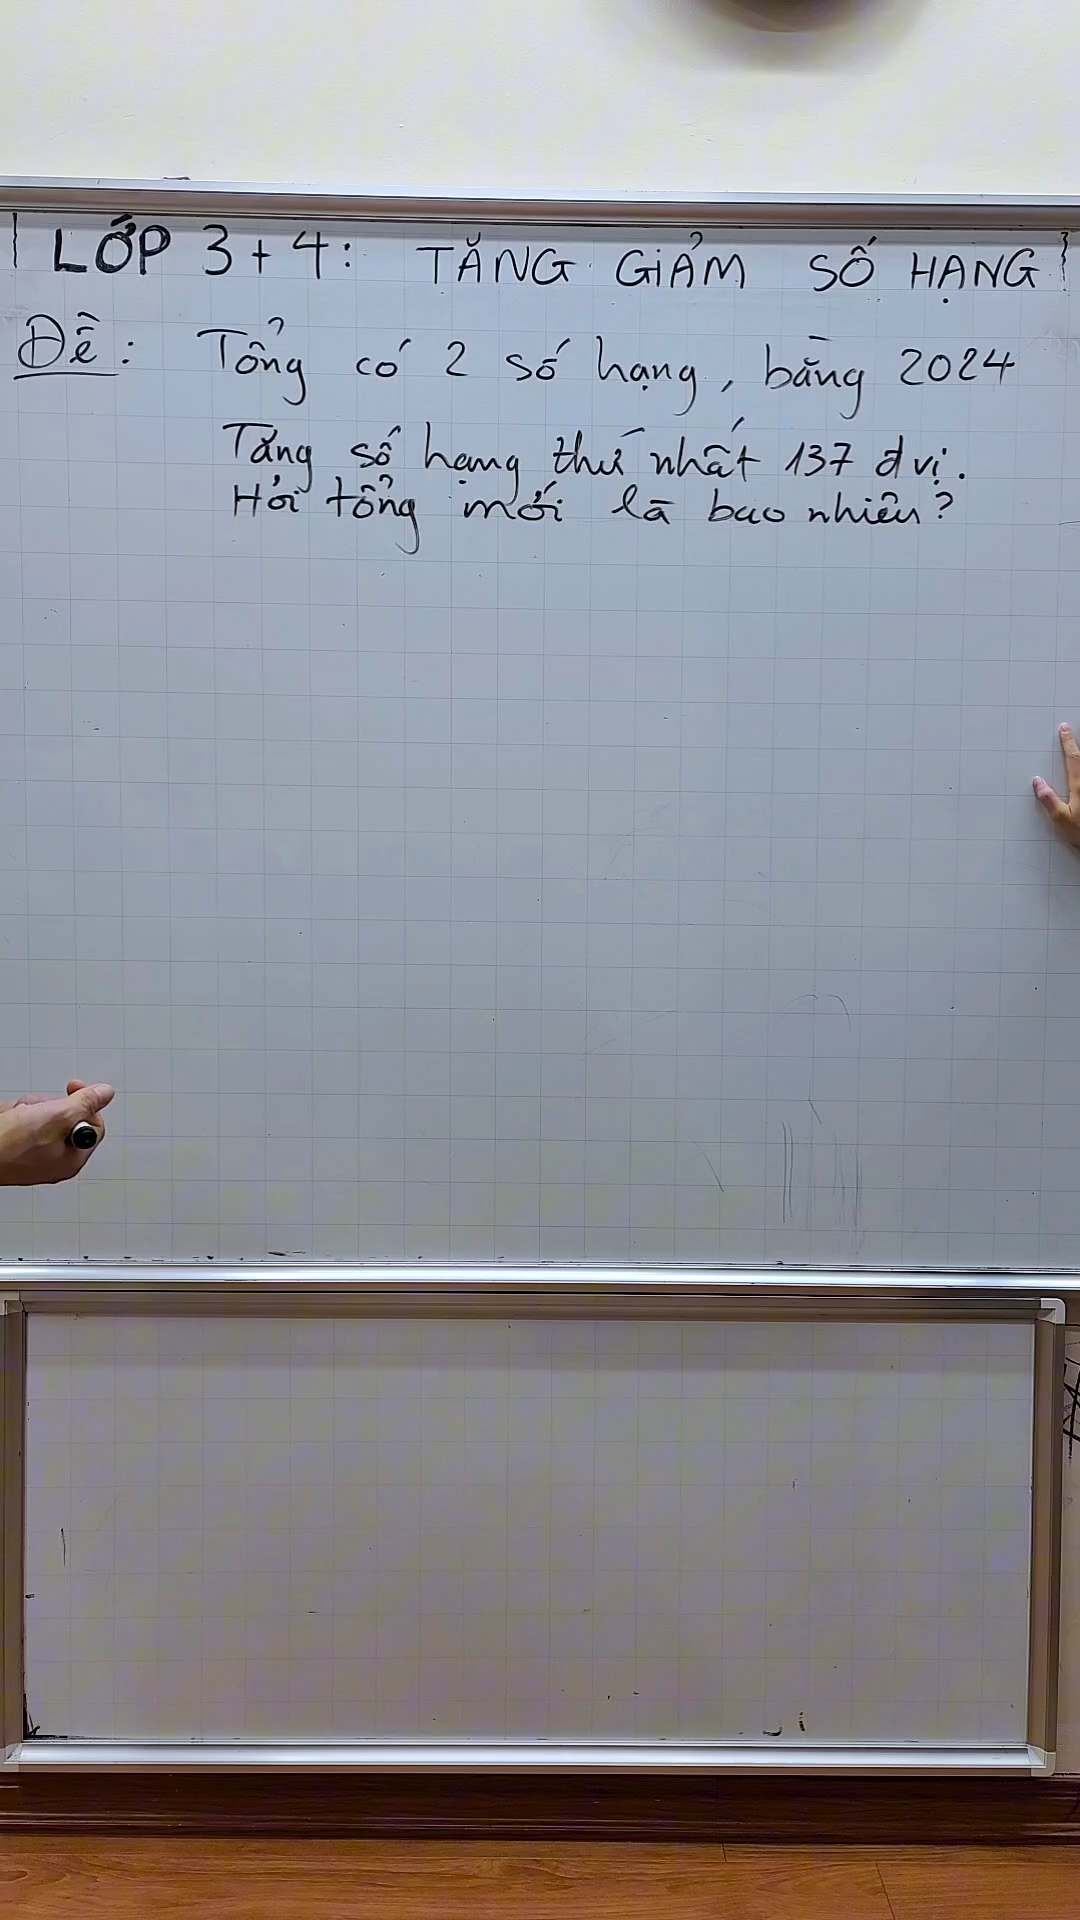 LỚP 3 + 4: TĂNG GIẢM SỐ HẠNG
Đề: Tổng có 2 số hạng, bằng 2024
Tăng số hạng thứ nhất 137 đvị.
Hỏi tổng mới là bao nhiêu?